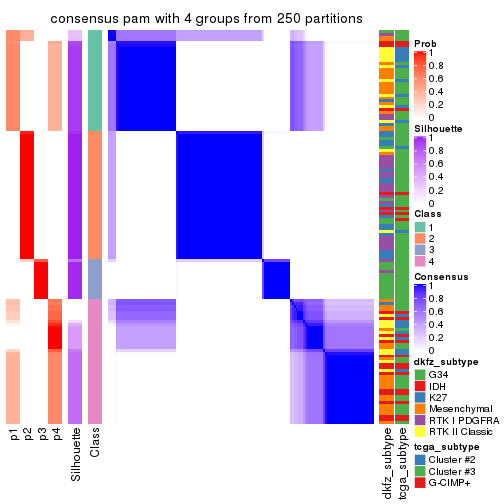 consensus pam with 4 groups from 250 partitions
Prob
1
0.8
0.6
0.4
0.2
0
Silhouette
1
0.8
0.6
0.4
0.2
0
Class
1
2
3
4
Consensus
1
0.8
0.6
0.4
0.2
0
dkfz_subtype
G34
IDH
K27
Mesenchymal
RTK I PDGFRA
RTK II Classic
tcga_subtype
Cluster #2
Cluster #3
G-CIMP+
p1
p2
p3
p4
Silhouette
Class
dkfz_subtype
tcga_subtype